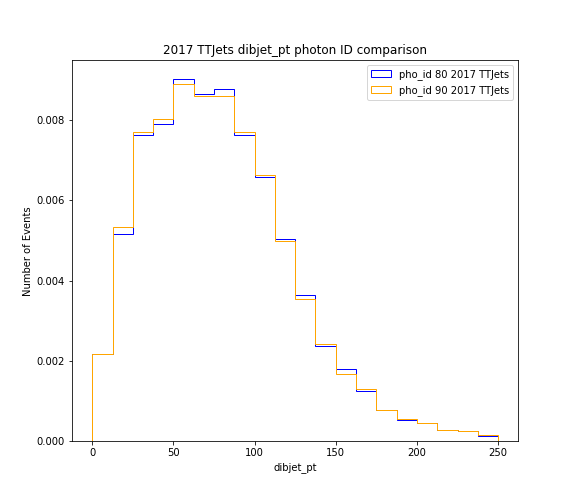 2017 TTJets dibjet_pt photon ID comparison
pho_id 80 2017 TTJets
pho_id 90 2017 TTJets
Number of Events
0.008
0.006
0.004
0.002
0.000
0
50
100
150
200
250
dibjet_pt